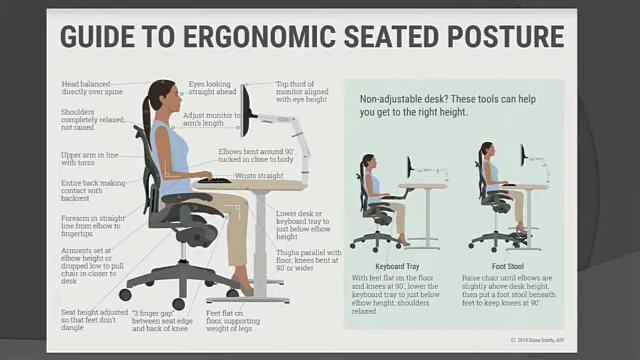 GUIDE TO ERGONOMIC SEATED POSTURE
Head balanced
directly over spine
Shoulders
completely relaxed;
not raised
Upper arm in line
with torso
Entire back making
contact with
backrest
Forearm in straight
line from elbow to
fingertips
Armrests set at
elbow height or
dropped low to pull
chair in closer to
desk
Seat height adjusted
so that feet don't
dangle
"3 finger gap"
between seat edge
and back of knee
Feet flat on
floor, supporting
weight of legs
Eyes looking
straight ahead
Adjust monitor to
arm's length
Elbows bent around 90°,
tucked in close to body
Wrists straight
Top third of
monitor aligned
with eye height
Lower desk or
keyboard tray to
just below elbow
height
Thighs parallel with
floor; knees bent at
90° or wider
Non-adjustable desk? These tools can help
you get to the right height.
Keyboard Tray
With feet flat on the floor
and knees at 90°, lower the
keyboard tray to just below
elbow height, shoulders
relaxed
Foot Stool
Raise chair until elbows are
slightly above desk height,
then put a foot stool beneath
feet to keep knees at 90°.
© 2019 Diana